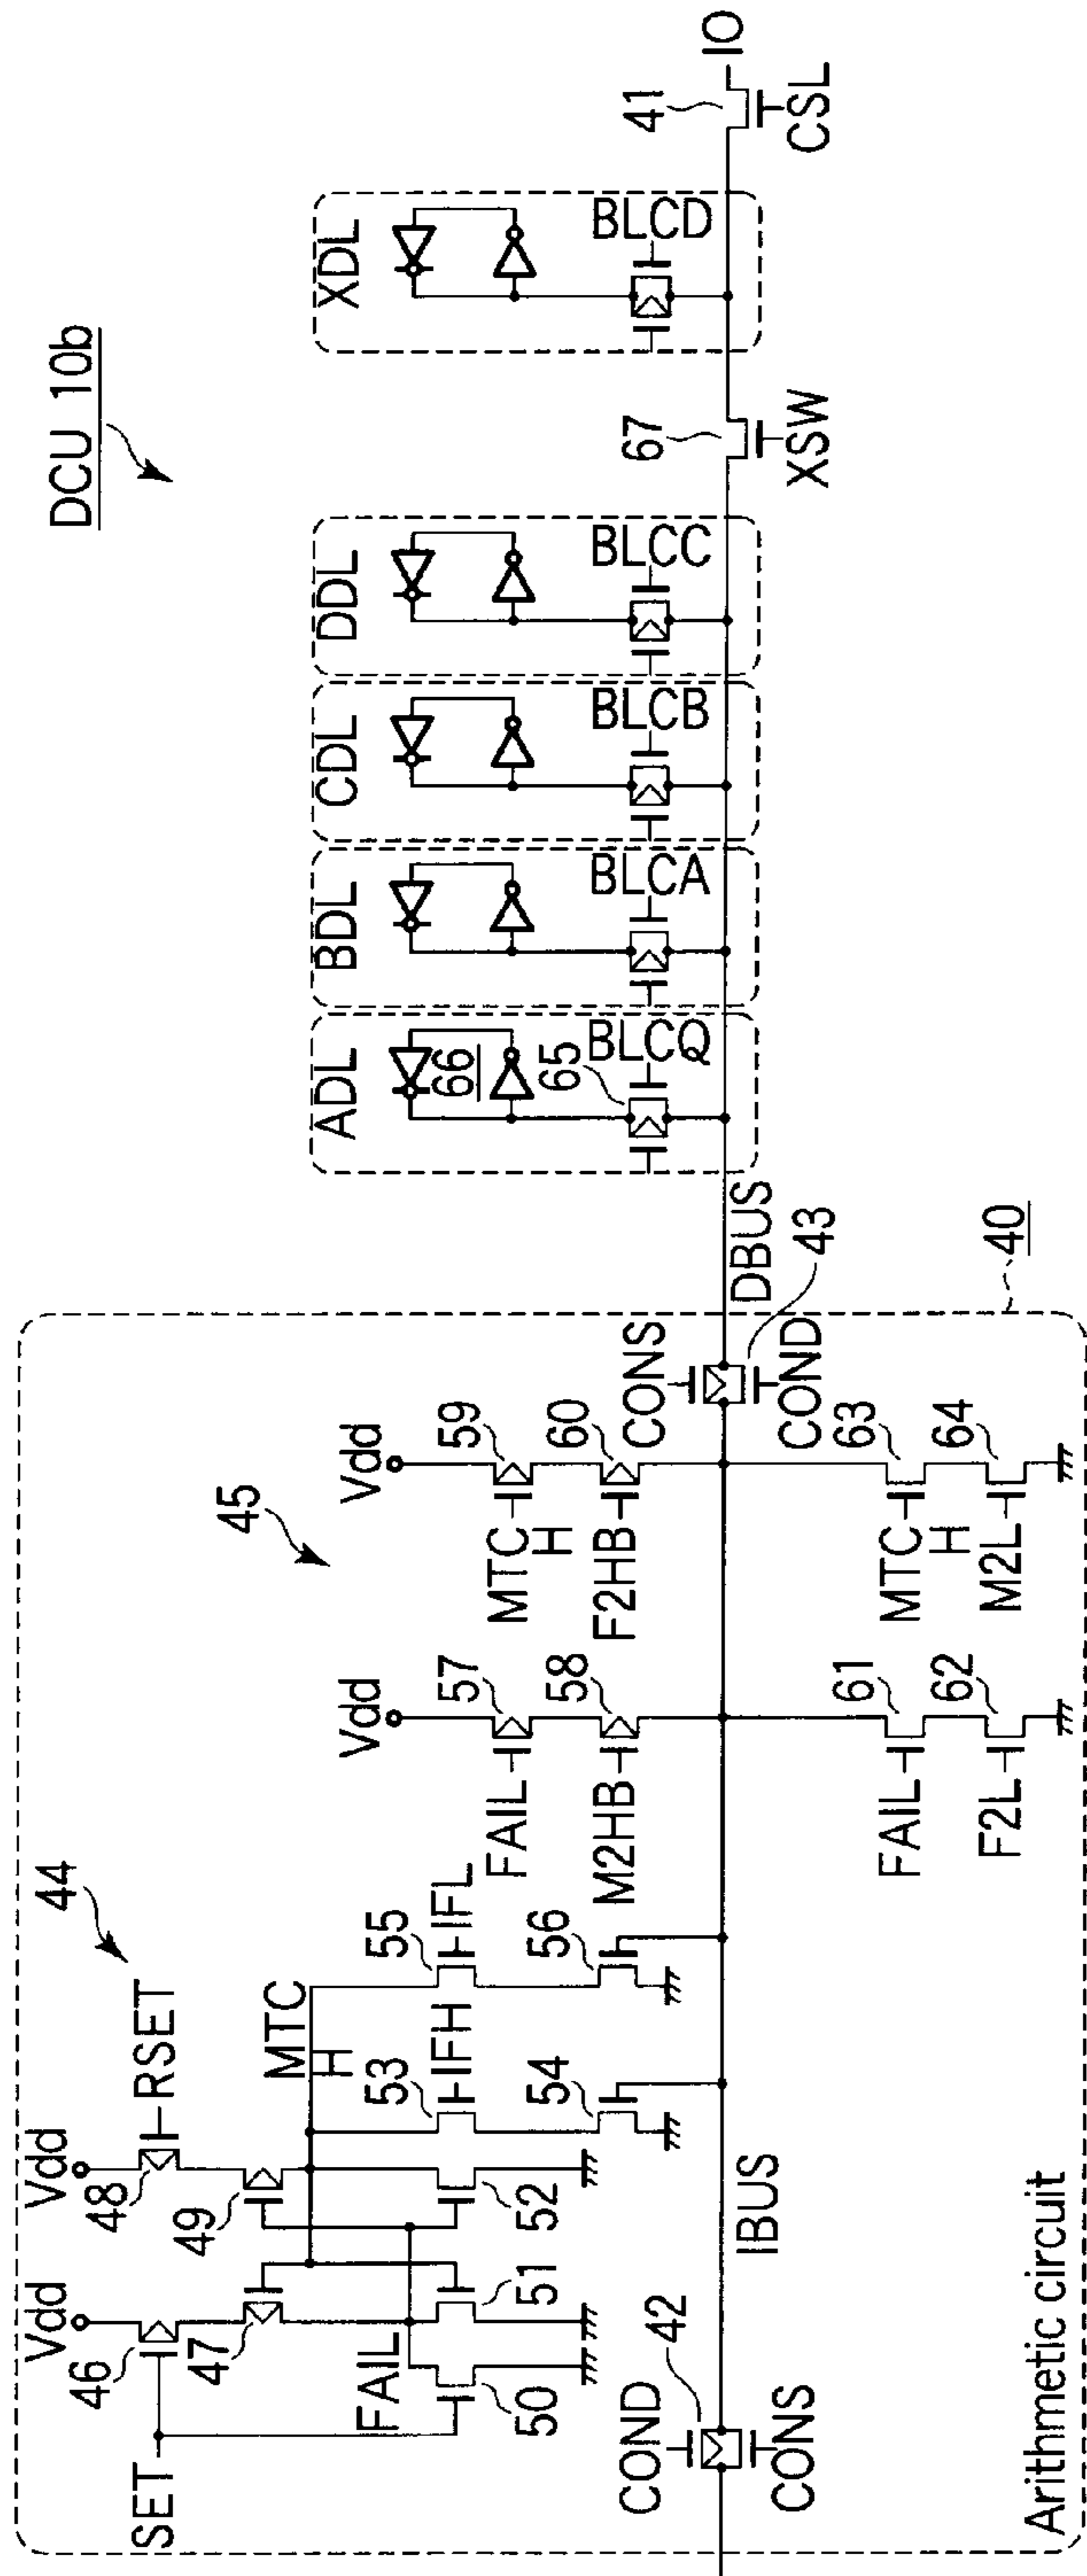 DCU 10b
44
45
Vdd
Vdd
Vdd
Vdd
46
48
RSET
SET
47
49
MTC
H
FAIL
50
51
52
53
IFH
55
IFL
54
56
FAIL
57
M2HB
58
MTC
H
59
F2HB
60
CONS
43
COND
DBUS
40
COND
42
CONS
IBUS
FAIL
61
F2L
62
MTC
H
63
M2L
64
Arithmetic circuit
ADL
66
65
BLCQ
BDL
BLCA
CDL
BLCB
DDL
BLCC
67
XSW
XDL
BLCD
41
CSL
IO